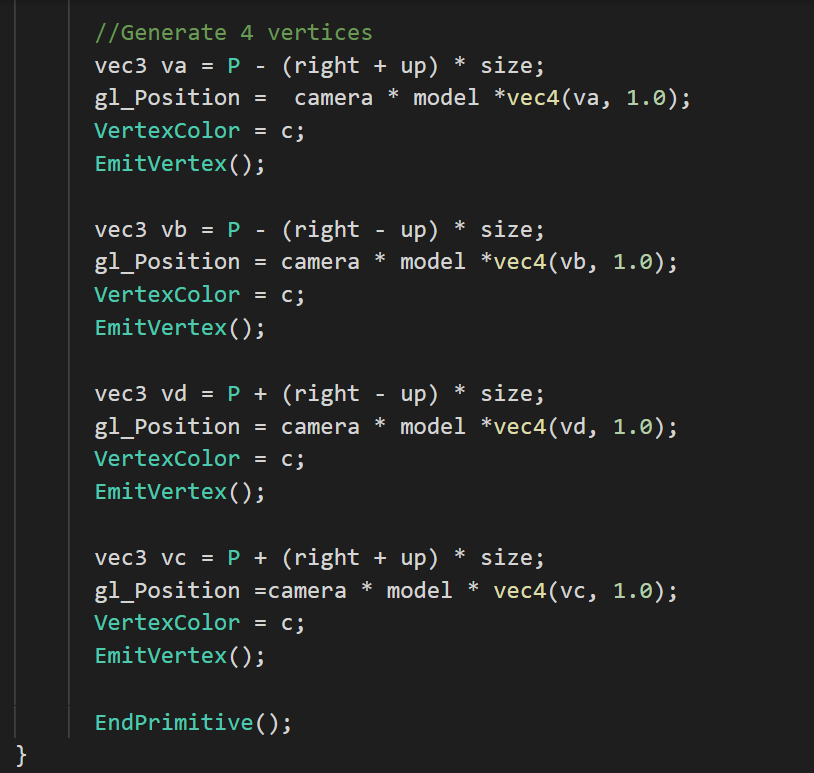 //Generate 4 vertices
vec3 va = P - (right + up) * size;
gl_Position =  camera * model *vec4(va, 1.0);
VertexColor = c;
EmitVertex();
vec3 vb = P - (right - up) * size;
gl_Position = camera * model *vec4(vb, 1.0);
VertexColor = c;
EmitVertex();
vec3 vd = P + (right - up) * size;
gl_Position = camera * model *vec4(vd, 1.0);
VertexColor = c;
EmitVertex();
vec3 vc = P + (right + up) * size;
gl_Position =camera * model * vec4(vc, 1.0);
VertexColor = c;
EmitVertex();
EndPrimitive();
}